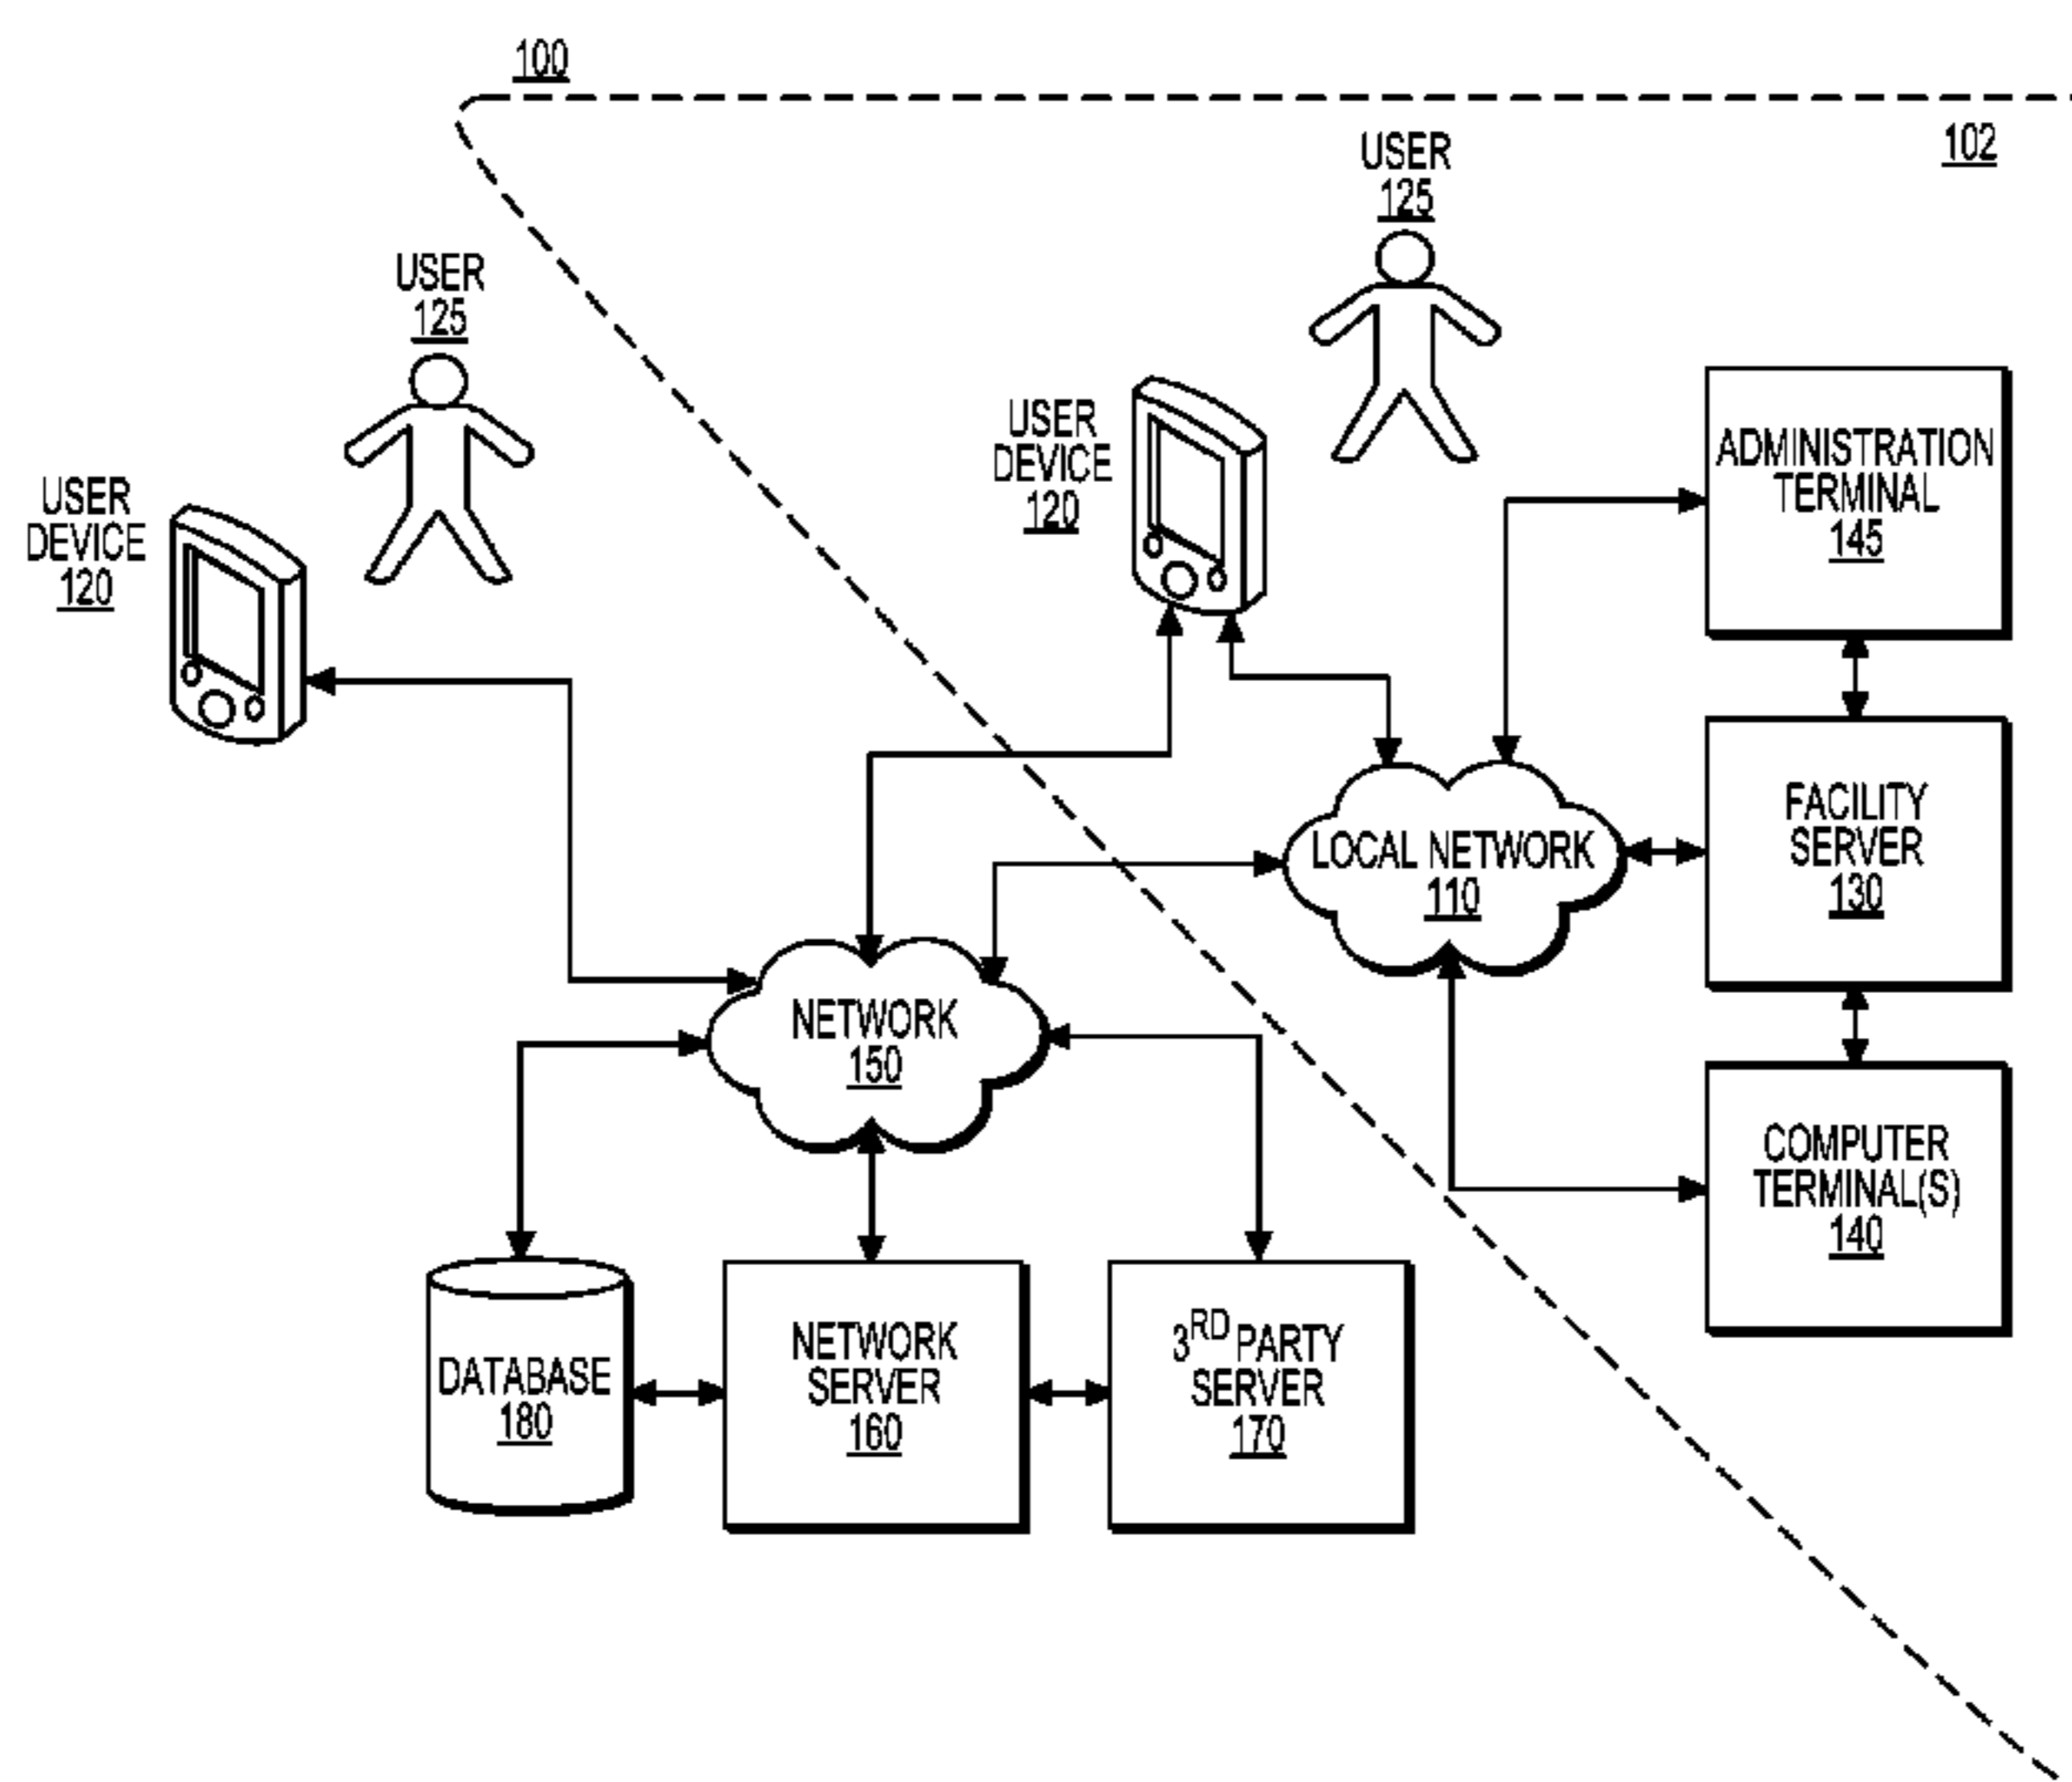 100
102
USER
125
USER
125
USER
DEVICE
120
USER
DEVICE
120
ADMINISTRATION
TERMINAL
145
FACILITY
SERVER
130
LOCAL NETWORK
110
NETWORK
150
COMPUTER
TERMINAL(S)
140
DATABASE
180
NETWORK
SERVER
160
3RD PARTY
SERVER
170